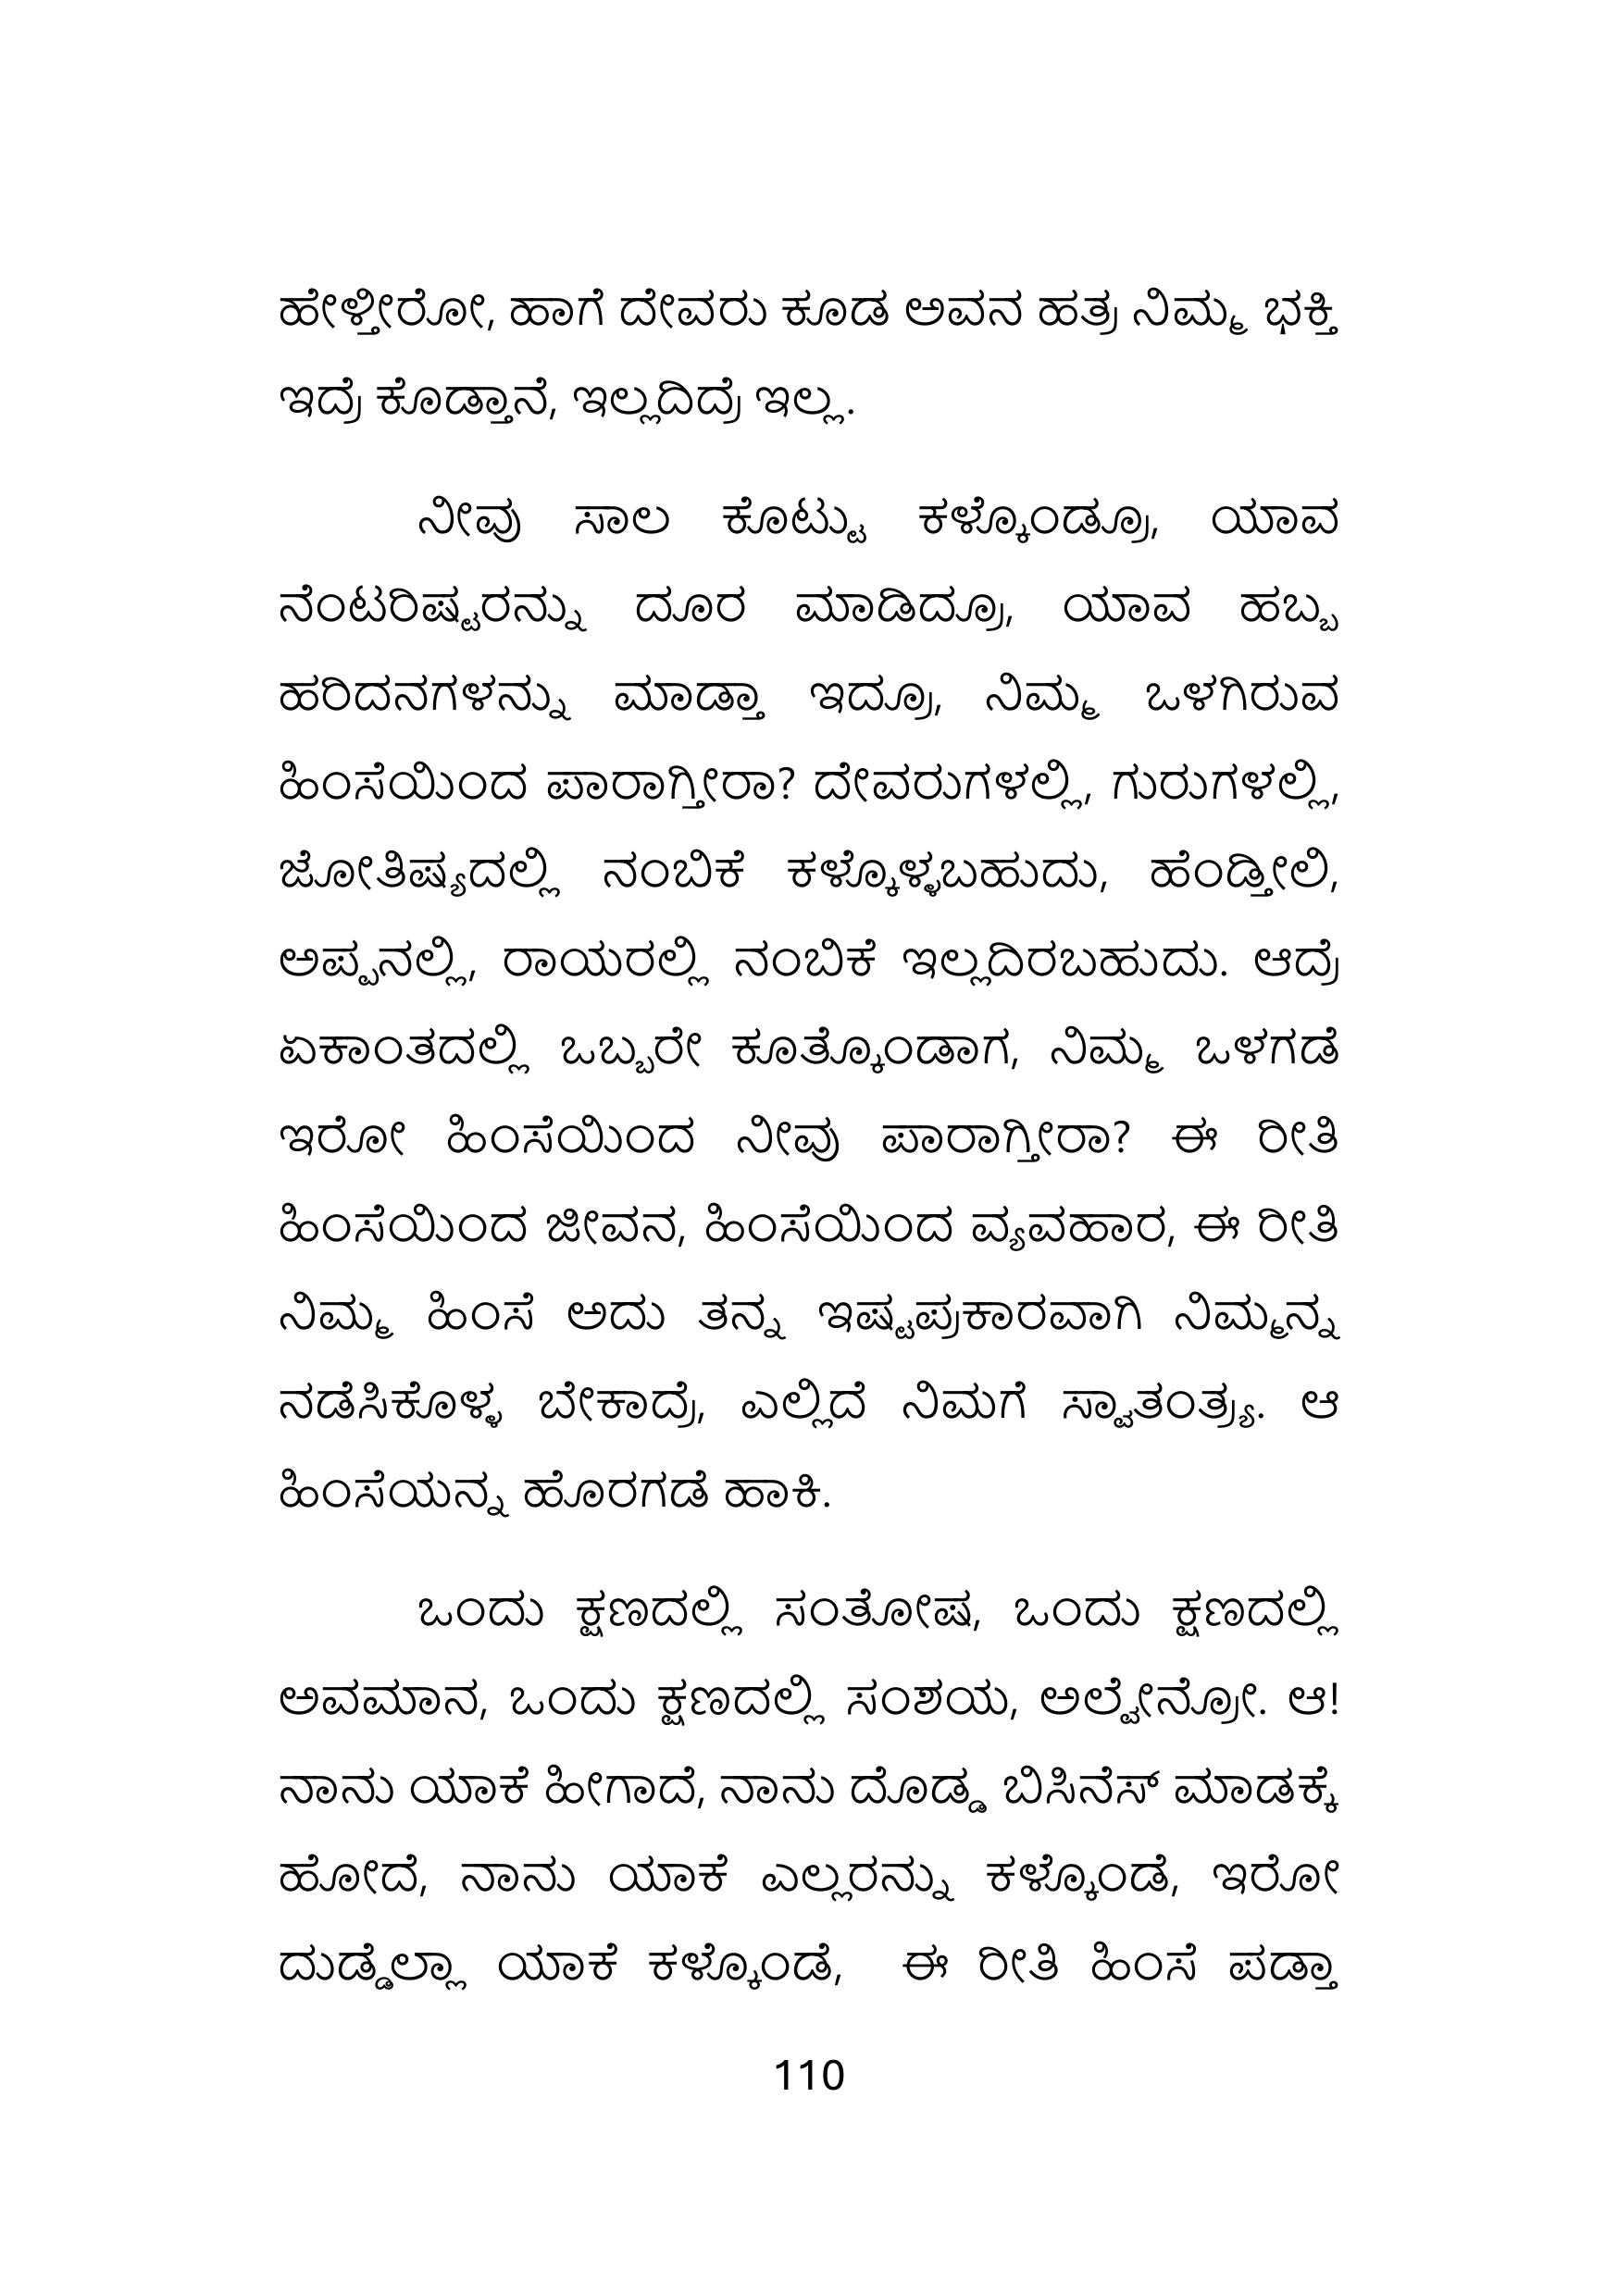 ಹೇಳ್ತೀರೋ, ಹಾಗೆ ದೇವರು ಕೂಡ ಅವನ ಹತ್ರ ನಿಮ್ಮ ಭಕ್ತಿ
ಇದ್ರೆ ಕೊಡ್ತಾನೆ, ಇಲ್ಲದಿದ್ರೆ ಇಲ್ಲ.
ನೀವು ಸಾಲ ಕೊಟ್ಟು ಕಳ್ಕೊಂಡ್ರೂ, ಯಾವ
ನೆಂಟರಿಷ್ಟರನ್ನು ದೂರ ಮಾಡಿದ್ರೂ, ಯಾವ ಹಬ್ಬ
ಹರಿದನಗಳನ್ನು ಮಾಡ್ತಾ ಇದ್ರೂ, ನಿಮ್ಮ ಒಳಗಿರುವ
ಹಿಂಸೆಯಿಂದ ಪಾರಾಗ್ತೀರಾ? ದೇವರುಗಳಲ್ಲಿ, ಗುರುಗಳಲ್ಲಿ,
ಜೋತಿಷ್ಯದಲ್ಲಿ ನಂಬಿಕೆ ಕಳ್ಕೊಳ್ಳಬಹುದು, ಹೆಂಡ್ತೀಲಿ,
ಅಪ್ಪನಲ್ಲಿ, ರಾಯರಲ್ಲಿ ನಂಬಿಕೆ ಇಲ್ಲದಿರಬಹುದು. ಆದ್ರೆ
ಏಕಾಂತದಲ್ಲಿ ಒಬ್ಬರೇ ಕೂತ್ಕೊಂಡಾಗ, ನಿಮ್ಮ ಒಳಗಡೆ
ಇರೋ ಹಿಂಸೆಯಿಂದ ನೀವು ಪಾರಾಗ್ತೀರಾ? ಈ ರೀತಿ
ಹಿಂಸೆಯಿಂದ ಜೀವನ, ಹಿಂಸೆಯಿಂದ ವ್ಯವಹಾರ, ಈ ರೀತಿ
ನಿಮ್ಮ ಹಿಂಸೆ ಅದು ತನ್ನ ಇಷ್ಟಪ್ರಕಾರವಾಗಿ ನಿಮ್ಮನ್ನ
ನಡೆಸಿಕೊಳ್ಳ ಬೇಕಾದ್ರೆ, ಎಲ್ಲಿದೆ ನಿಮಗೆ ಸ್ವಾತಂತ್ರ್ಯ. ಆ
ಹಿಂಸೆಯನ್ನ ಹೊರಗಡೆ ಹಾಕಿ.
ಒಂದು ಕ್ಷಣದಲ್ಲಿ ಸಂತೋಷ, ಒಂದು ಕ್ಷಣದಲ್ಲಿ
ಅವಮಾನ, ಒಂದು ಕ್ಷಣದಲ್ಲಿ ಸಂಶಯ, ಅಲ್ವೇನ್ರೋ. ಆ!
ನಾನು ಯಾಕೆ ಹೀಗಾದೆ, ನಾನು ದೊಡ್ಡ ಬಿಸಿನೆಸ್ ಮಾಡಕ್ಕೆ
ಹೋದೆ, ನಾನು ಯಾಕೆ ಎಲ್ಲರನ್ನು ಕಳ್ಕೊಂಡೆ, ಇರೋ
ದುಡ್ಡೆಲ್ಲಾ ಯಾಕೆ ಕಳ್ಕೊಂಡೆ, ಈ ರೀತಿ ಹಿಂಸೆ ಪಡ್ತಾ
110